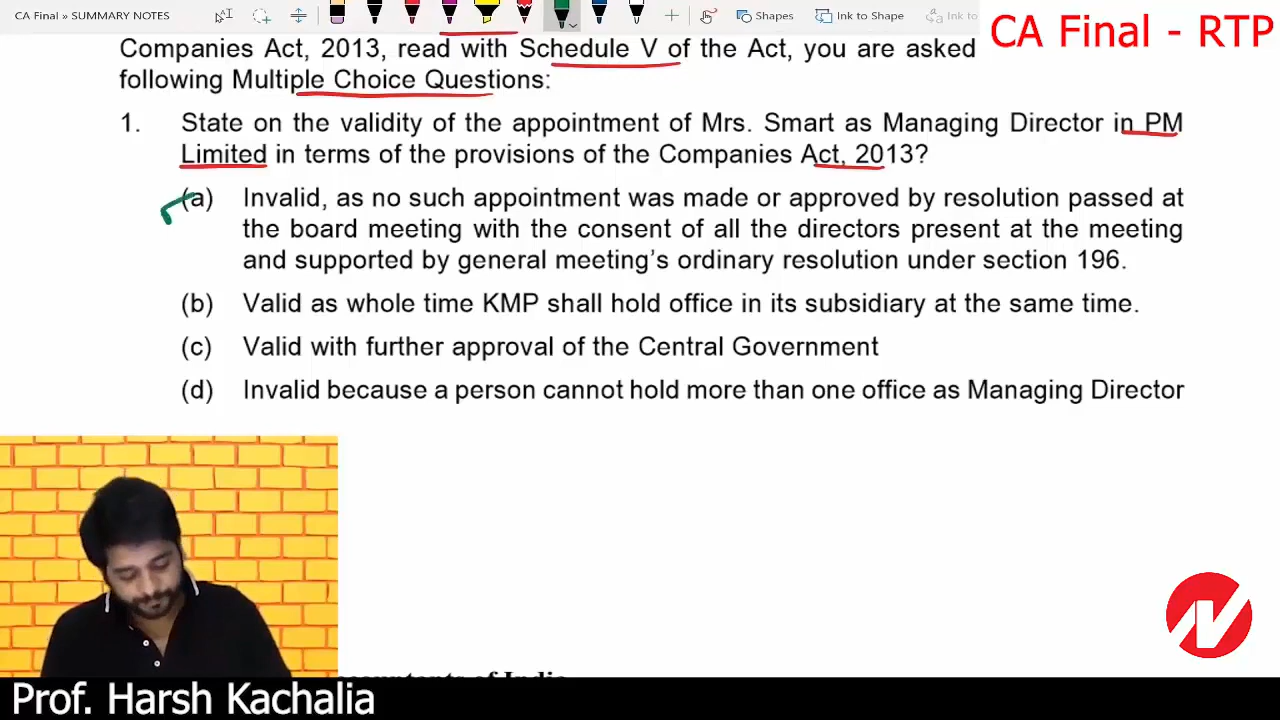 CA Final » SUMMARY NOTES
Shapes
Ink to Shape
Ink to
CA Final - RTP
Companies Act, 2013, read with Schedule V of the Act, you are asked
following Multiple Choice Questions:
1. State on the validity of the appointment of Mrs. Smart as Managing Director in PM
Limited in terms of the provisions of the Companies Act, 2013?
(a) Invalid, as no such appointment was made or approved by resolution passed at
the board meeting with the consent of all the directors present at the meeting
and supported by general meeting's ordinary resolution under section 196.
(b) Valid as whole time KMP shall hold office in its subsidiary at the same time.
(c) Valid with further approval of the Central Government
(d) Invalid because a person cannot hold more than one office as Managing Director
Prof. Harsh Kachalia